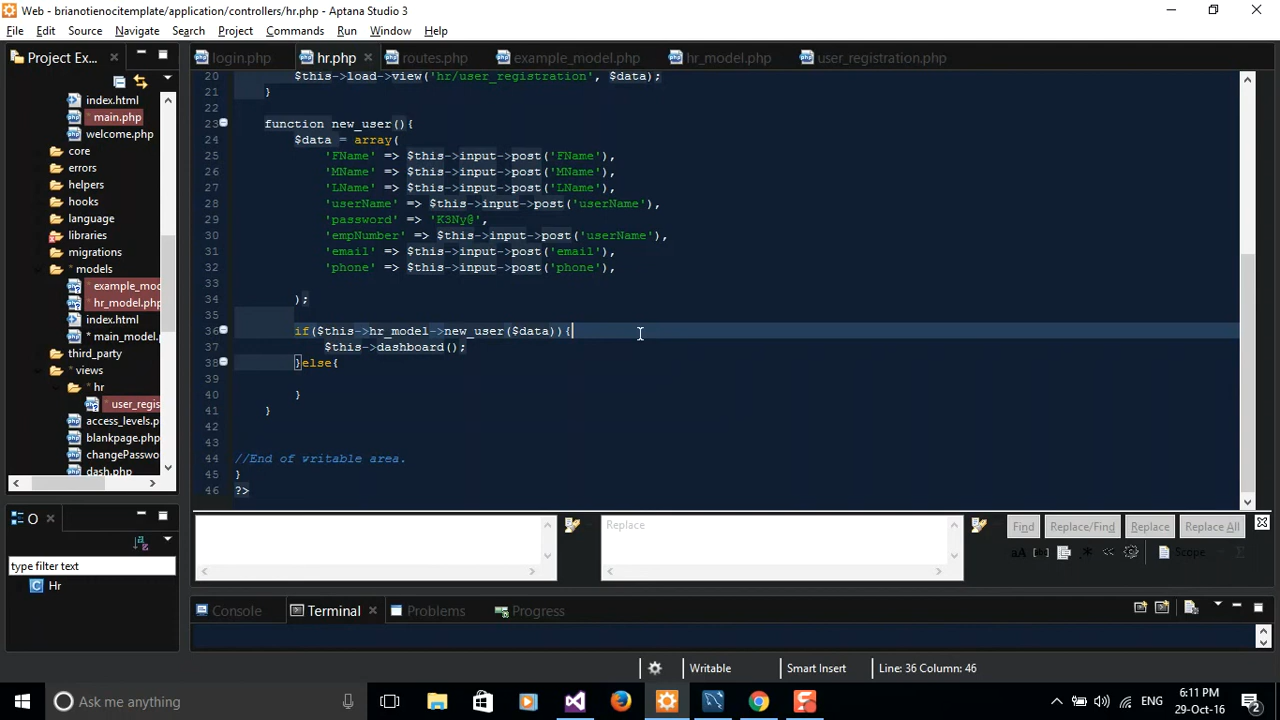 Web - brianotienocitemplate/application/controllers/hr.php - Aptana Studio 3
File Edit Source Navigate Search Project Commands Run Window Help
Project Ex...
login.php hr.php routes.php example_model.php hr_model.php user_registration.php
index.html
main.php
welcome.php
core
errors
helpers
hooks
language
libraries
migrations
models
example_mod
hr_model.php
index.html
main_model.
third_party
views
hr
user_regis
access_levels.p
blankpage.php
changePasswo
dash.php
20 $this->load->view('hr/user_registration', $data);
21 }
22
23 function new_user(){
24 $data = array(
25 'FName' => $this->input->post('FName'),
26 'MName' => $this->input->post('MName'),
27 'LName' => $this->input->post('LName'),
28 'userName' => $this->input->post('userName'),
29 'password' => 'K3Ny@',
30 'empNumber' => $this->input->post('userName'),
31 'email' => $this->input->post('email'),
32 'phone' => $this->input->post('phone'),
33
34 );
35
36 if($this->hr_model->new_user($data)){
37 $this->dashboard();
38 }else{
39
40 }
41 }
42
43
44 //End of writable area.
45 }
46 ?>
O
type filter text
Hr
Replace
Find Replace/Find Replace Replace All
Scope
Console Terminal Problems Progress
Writable Smart Insert Line: 36 Column: 46
Ask me anything
ENG
6:11 PM
29-Oct-16
2